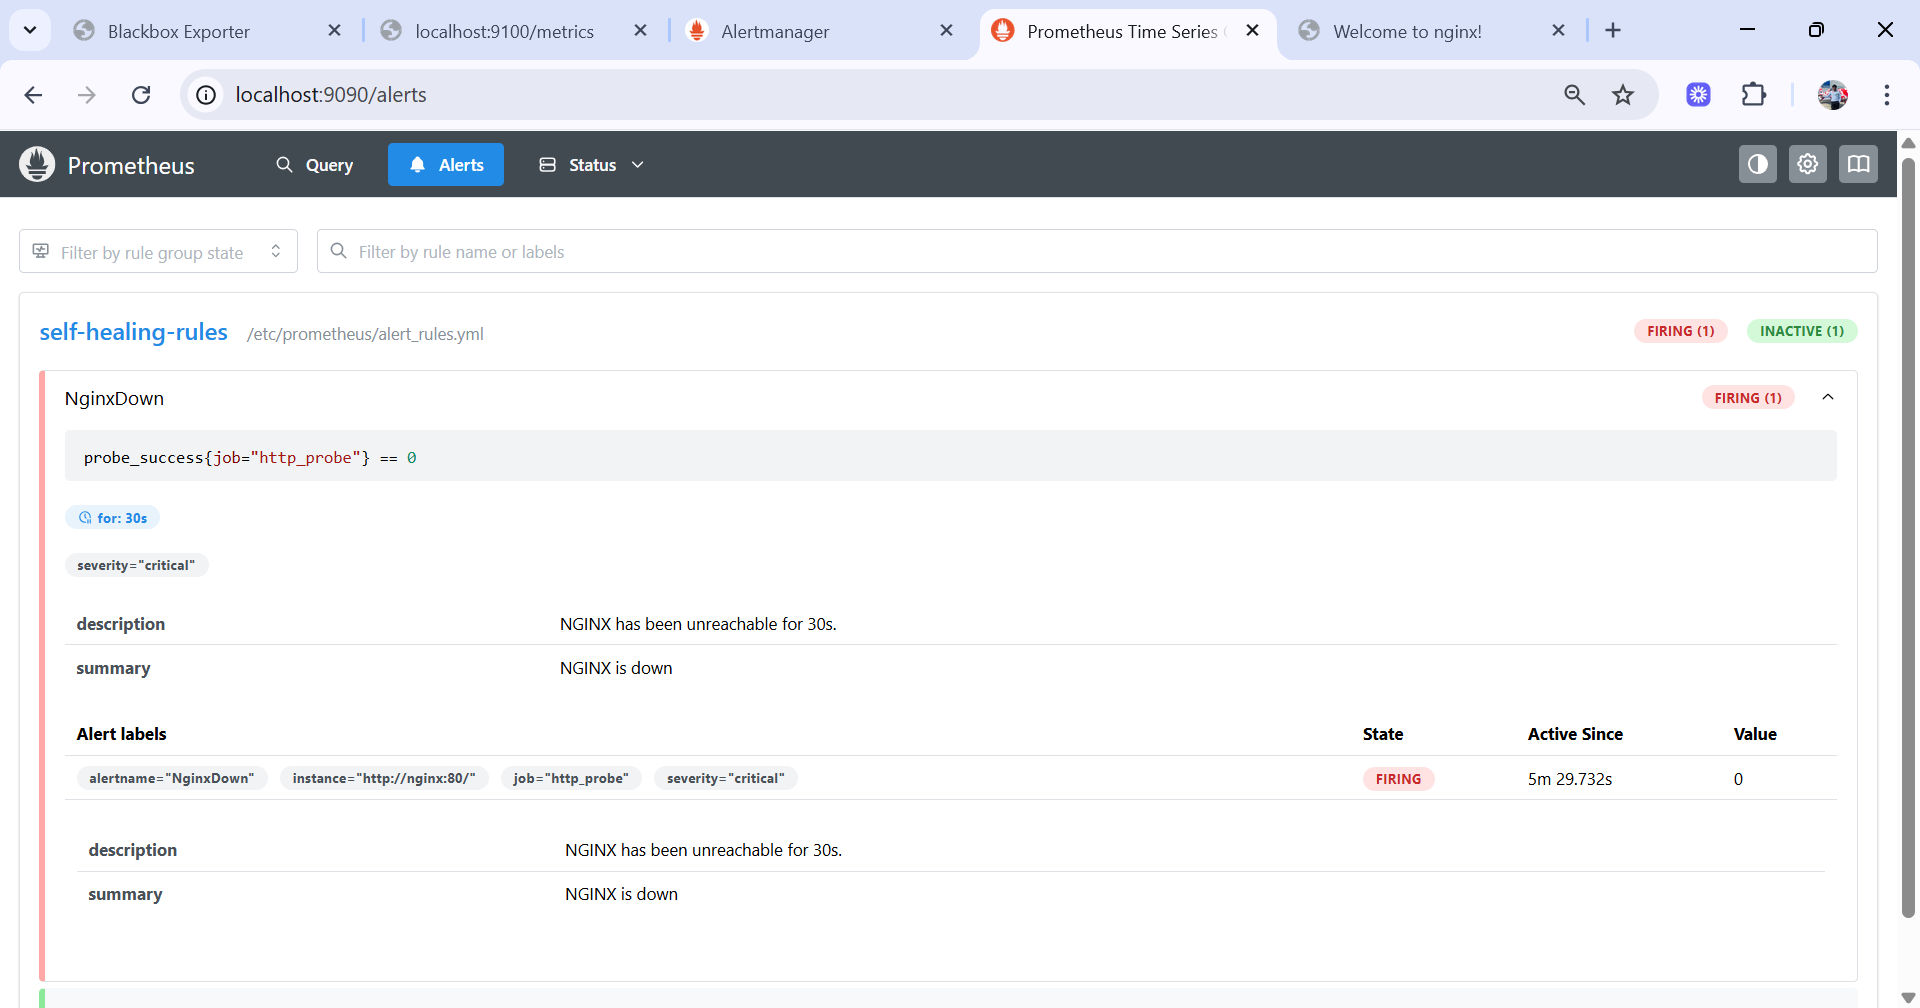 Blackbox Exporter
localhost:9100/metrics
Alertmanager
Prometheus Time Series
Welcome to nginx!
localhost:9090/alerts
Prometheus
Query
Alerts
Status
Filter by rule group state
Filter by rule name or labels
self-healing-rules /etc/prometheus/alert_rules.yml
FIRING (1)
INACTIVE (1)
NginxDown
FIRING (1)
probe_success{job="http_probe"} == 0
for: 30s
severity="critical"
description NGINX has been unreachable for 30s.
summary NGINX is down
Alert labels State Active Since Value
alertname="NginxDown" instance="http://nginx:80/" job="http_probe" severity="critical" FIRING 5m 29.732s 0
description NGINX has been unreachable for 30s.
summary NGINX is down